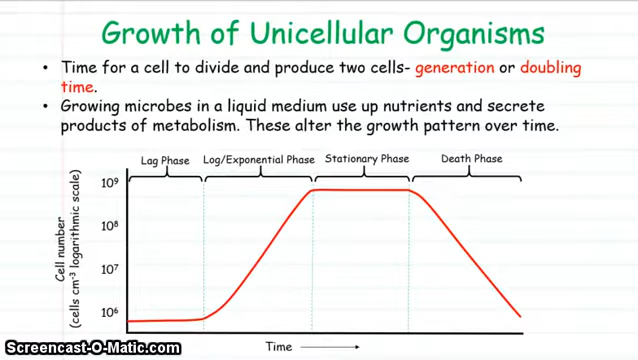 Growth of Unicellular Organisms
• Time for a cell to divide and produce two cells- generation or doubling
time.
• Growing microbes in a liquid medium use up nutrients and secrete
products of metabolism. These alter the growth pattern over time.
Lag Phase Log/Exponential Phase Stationary Phase Death Phase
Cell number
(cells cm⁻³ logarithmic scale)
10⁹
10⁸
10⁷
10⁶
Time
Screencast-O-Matic.com